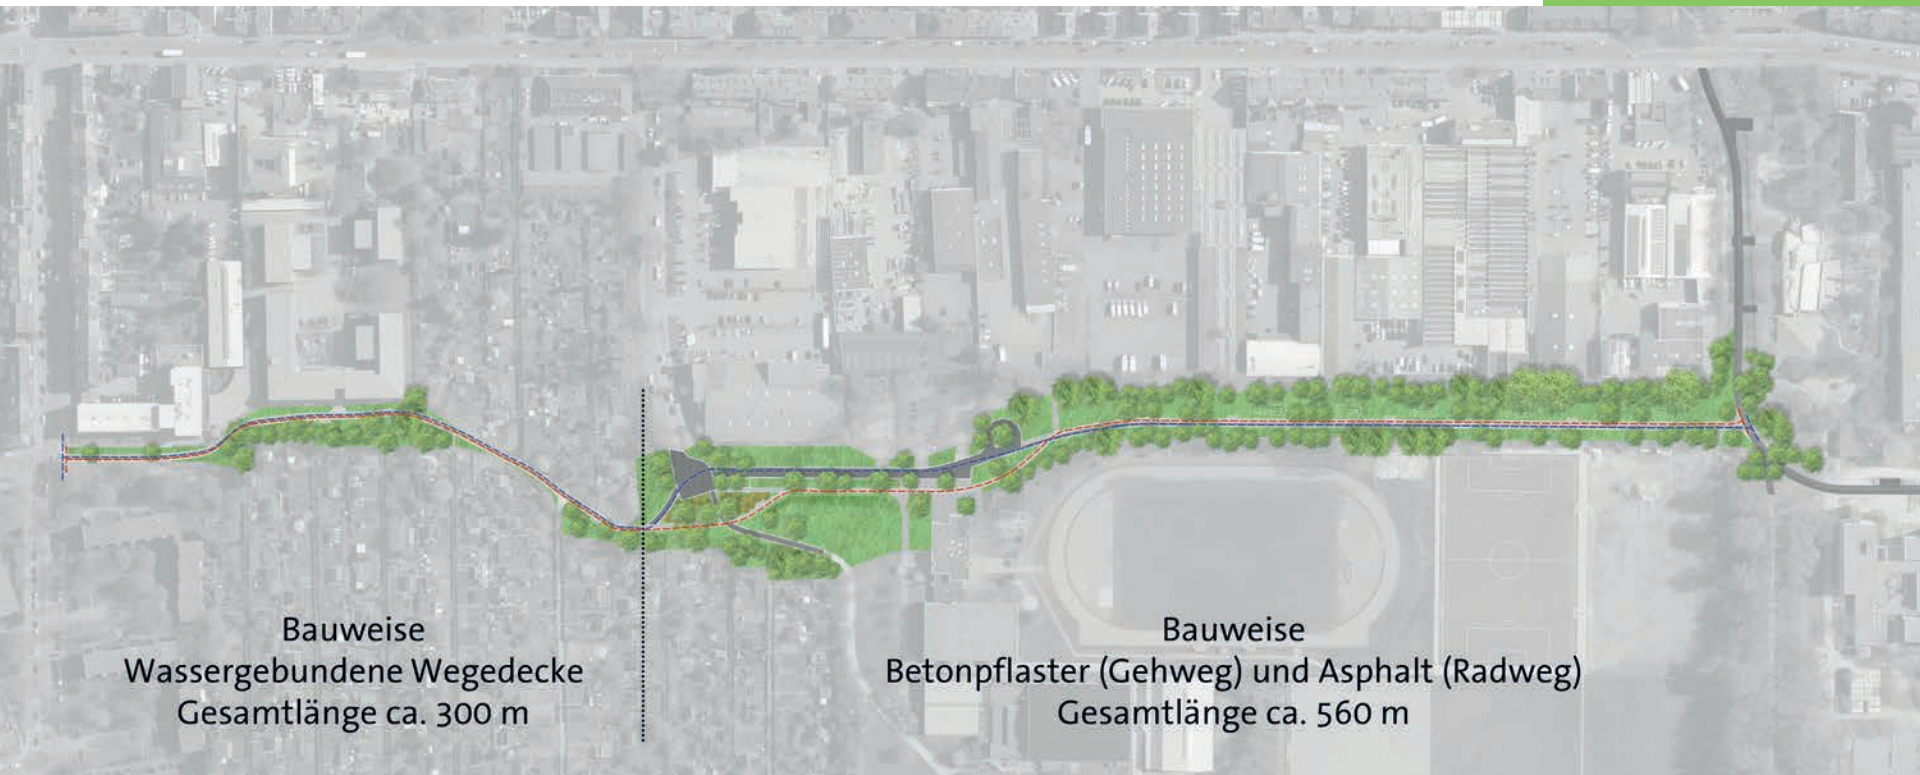 Bauweise
Wassergebundene Wegedecke
Gesamtlänge ca. 300 m
Bauweise
Betonpflaster (Gehweg) und Asphalt (Radweg)
Gesamtlänge ca. 560 m